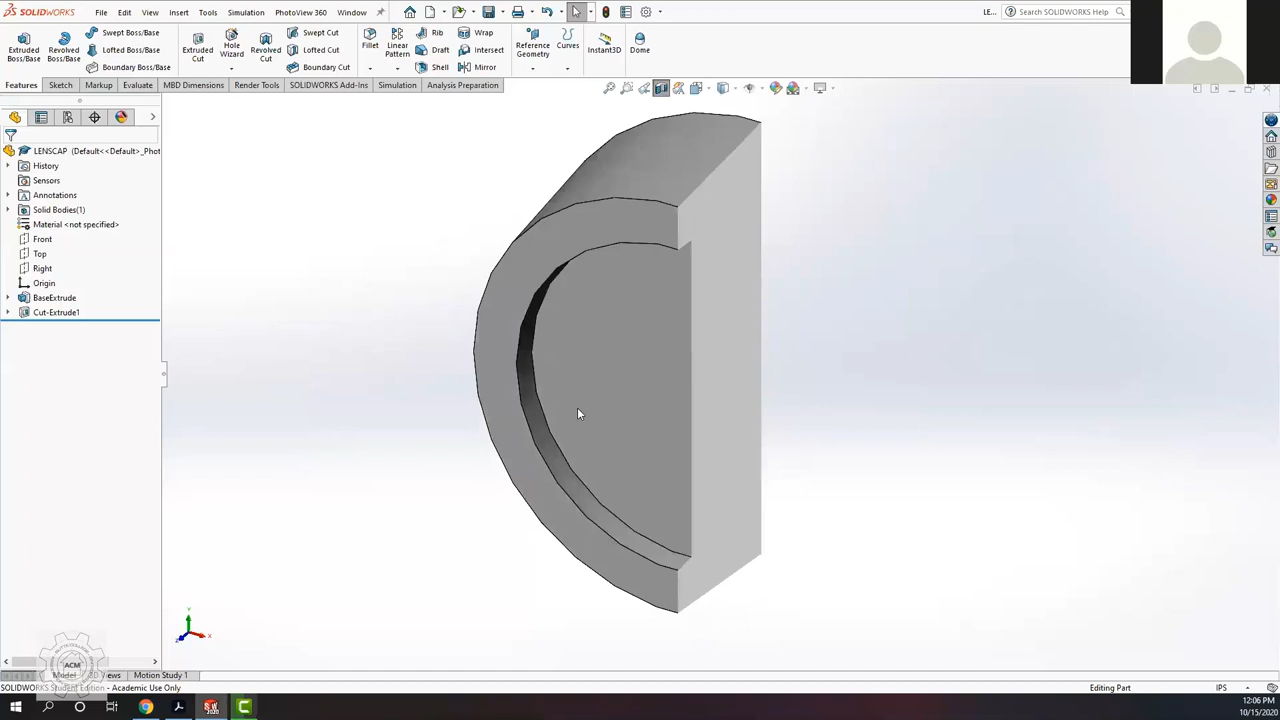 SOLIDWORKS File Edit View Insert Tools Simulation PhotoView 360 Window LE... Search SOLIDWORKS Help
Extruded Boss/Base Revolved Boss/Base Swept Boss/Base Lofted Boss/Base Boundary Boss/Base Extruded Cut Hole Wizard Revolved Cut Swept Cut Lofted Cut Boundary Cut Fillet Linear Pattern Rib Draft Shell Wrap Intersect Mirror Reference Geometry Curves Instant3D Dome
Features Sketch Markup Evaluate MBD Dimensions Render Tools SOLIDWORKS Add-Ins Simulation Analysis Preparation
LENSCAP (Default<<Default>_Phot
History
Sensors
Annotations
Solid Bodies(1)
Material <not specified>
Front
Top
Right
Origin
BaseExtrude
Cut-Extrude1
Y
Z
X
ACM
Model 3D Views Motion Study 1
SOLIDWORKS Student Edition - Academic Use Only Editing Part IPS
12:06 PM
10/15/2020